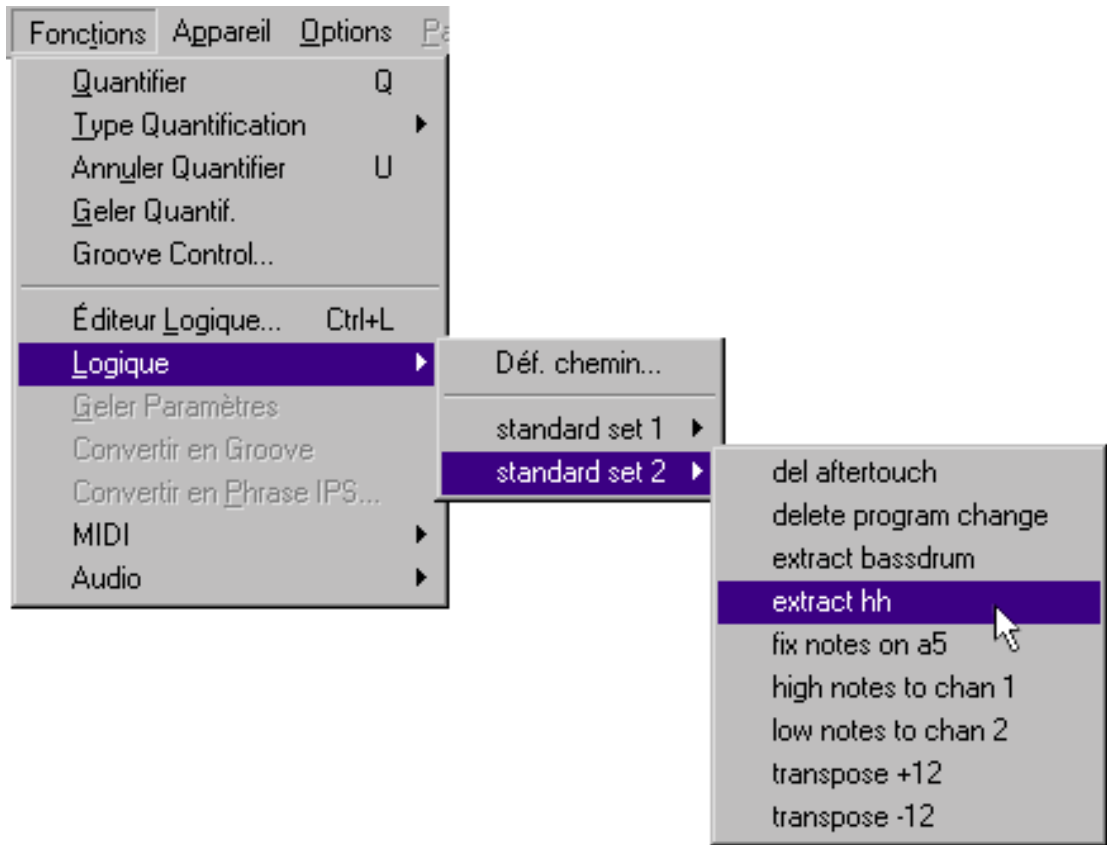 Fonctions Appareil Options Pa
Quantifier Q
Type Quantification
Annuler Quantifier U
Geler Quantif.
Groove Control...
Éditeur Logique... Ctrl+L
Logique
Geler Paramètres
Convertir en Groove
Convertir en Phrase IPS...
MIDI
Audio
Déf. chemin...
standard set 1
standard set 2
del aftertouch
delete program change
extract bassdrum
extract hh
fix notes on a5
high notes to chan 1
low notes to chan 2
transpose +12
transpose -12